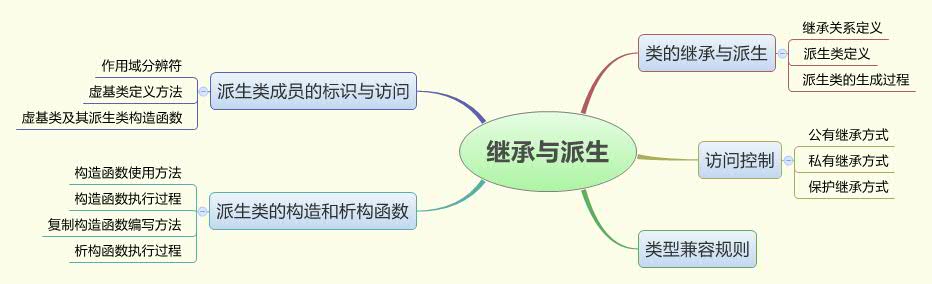 继承与派生
类的继承与派生
继承关系定义
派生类定义
派生类的生成过程
访问控制
公有继承方式
私有继承方式
保护继承方式
类型兼容规则
派生类成员的标识与访问
作用域分辨符
虚基类定义方法
虚基类及其派生类构造函数
派生类的构造和析构函数
构造函数使用方法
构造函数执行过程
复制构造函数编写方法
析构函数执行过程